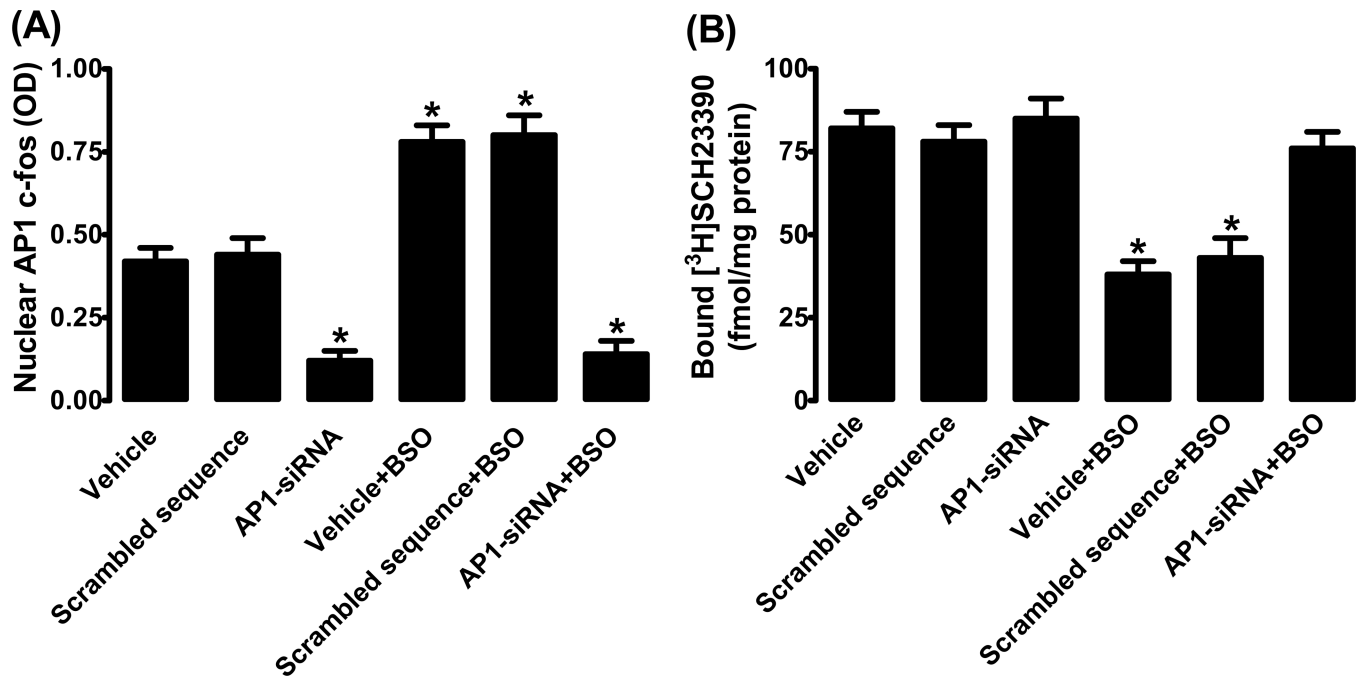 (A)
Nuclear AP1 c-fos (OD)
1.00
0.75
0.50
0.25
0.00
*
*
*
*
Vehicle
Scrambled sequence
AP1-siRNA
Vehicle+BSO
Scrambled sequence+BSO
AP1-siRNA+BSO
(B)
Bound [³H]SCH23390
(fmol/mg protein)
100
75
50
25
0
*
*
Vehicle
Scrambled sequence
AP1-siRNA
Vehicle+BSO
Scrambled sequence+BSO
AP1-siRNA+BSO